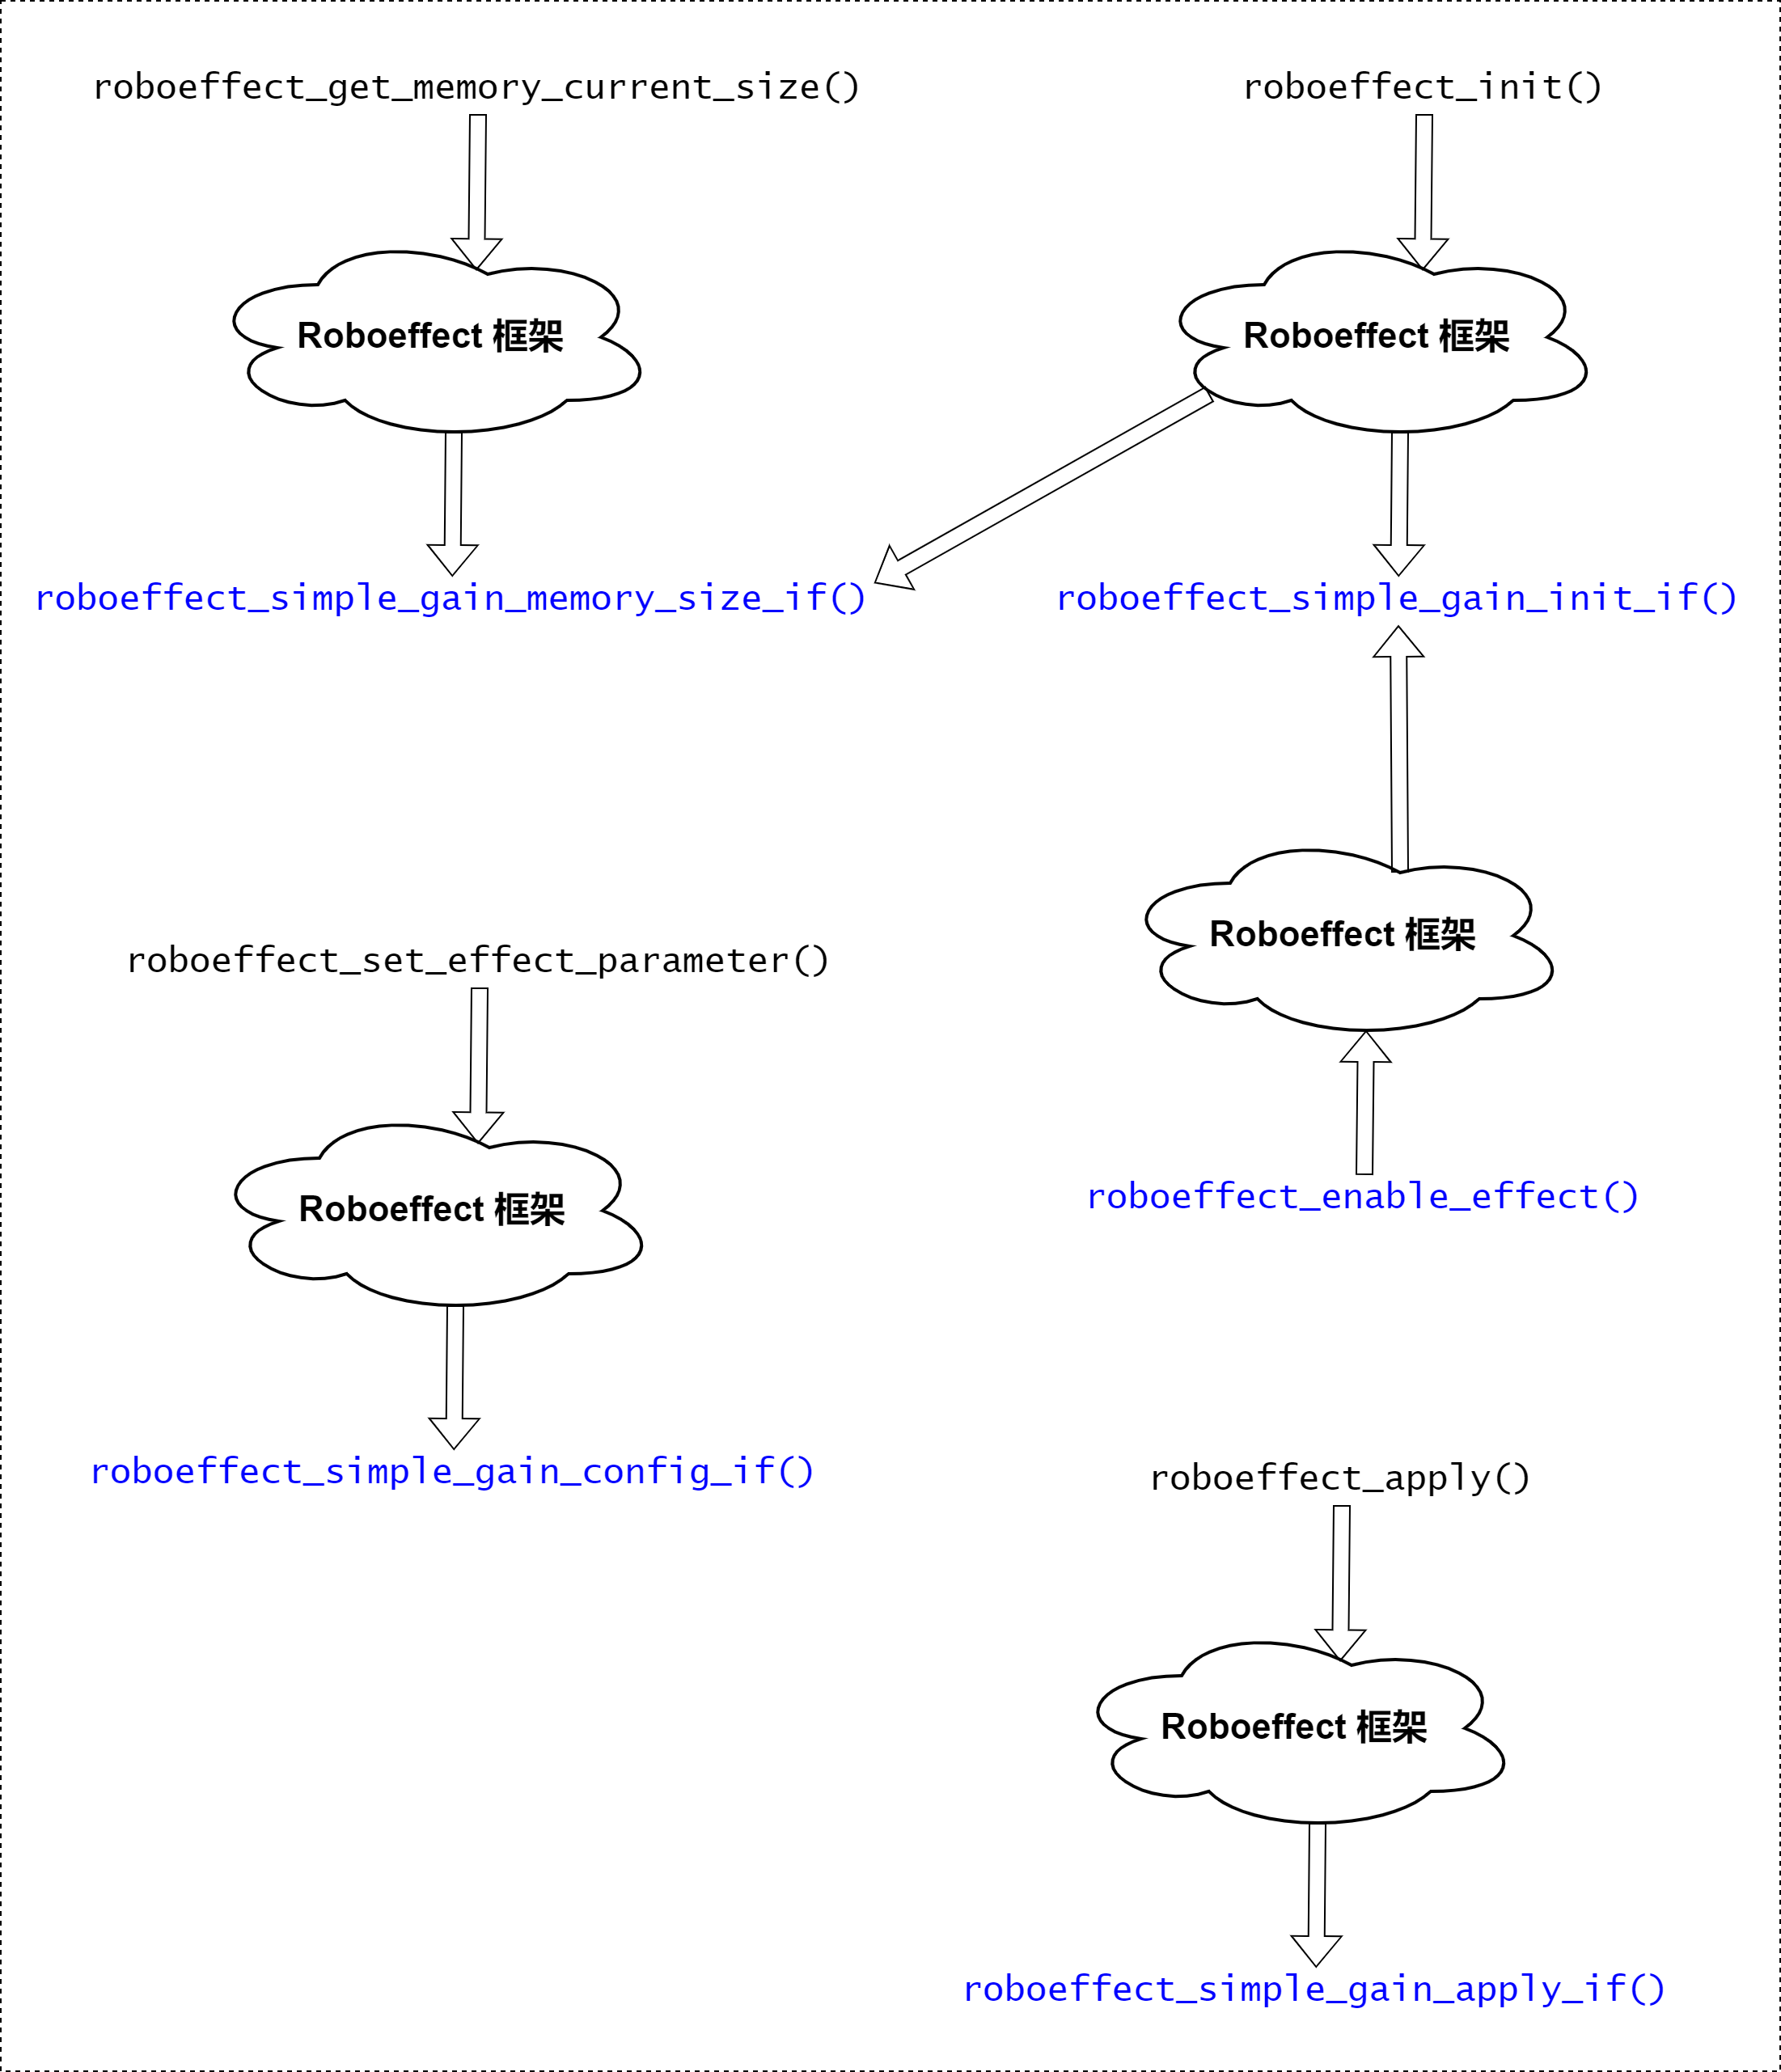 roboeffect_get_memory_current_size()
roboeffect_init()
Roboeffect 框架
Roboeffect 框架
roboeffect_simple_gain_memory_size_if()
roboeffect_simple_gain_init_if()
Roboeffect 框架
roboeffect_set_effect_parameter()
roboeffect_enable_effect()
Roboeffect 框架
roboeffect_simple_gain_config_if()
roboeffect_apply()
Roboeffect 框架
roboeffect_simple_gain_apply_if()